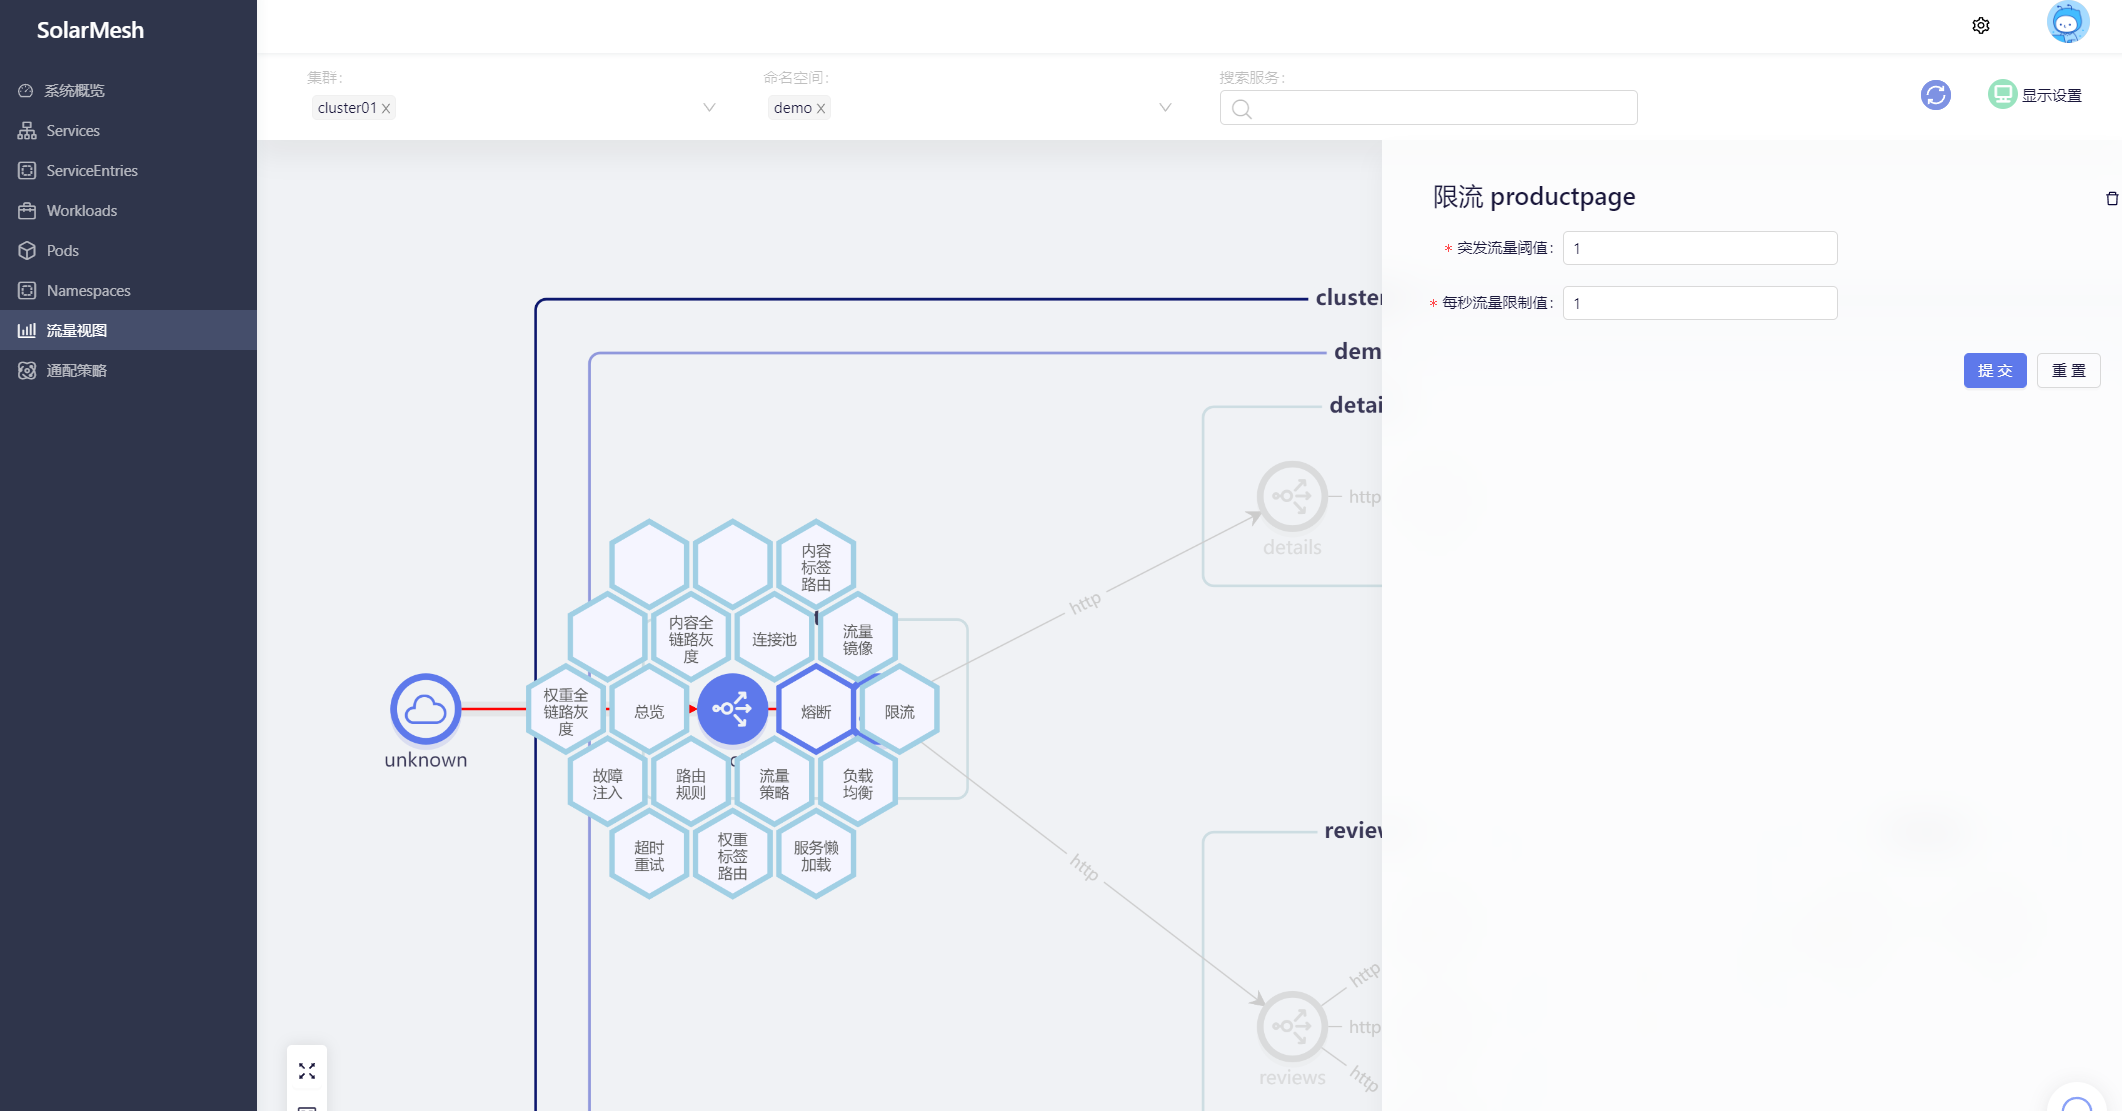 SolarMesh
系统概览
Services
ServiceEntries
Workloads
Pods
Namespaces
流量视图
通配策略
集群:
cluster01
命名空间:
demo
搜索服务:
显示设置
限流 productpage
* 突发流量阈值:
1
* 每秒流量限制值:
1
提交
重置
cluster
dem
detai
http
details
http
内容
标签
路由
内容全
链路灰
度
连接池
流量
镜像
权重全
链路灰
度
总览
熔断
限流
unknown
故障
注入
路由
规则
流量
策略
负载
均衡
超时
重试
权重
标签
路由
服务懒
加载
review
http
http
http
http
reviews